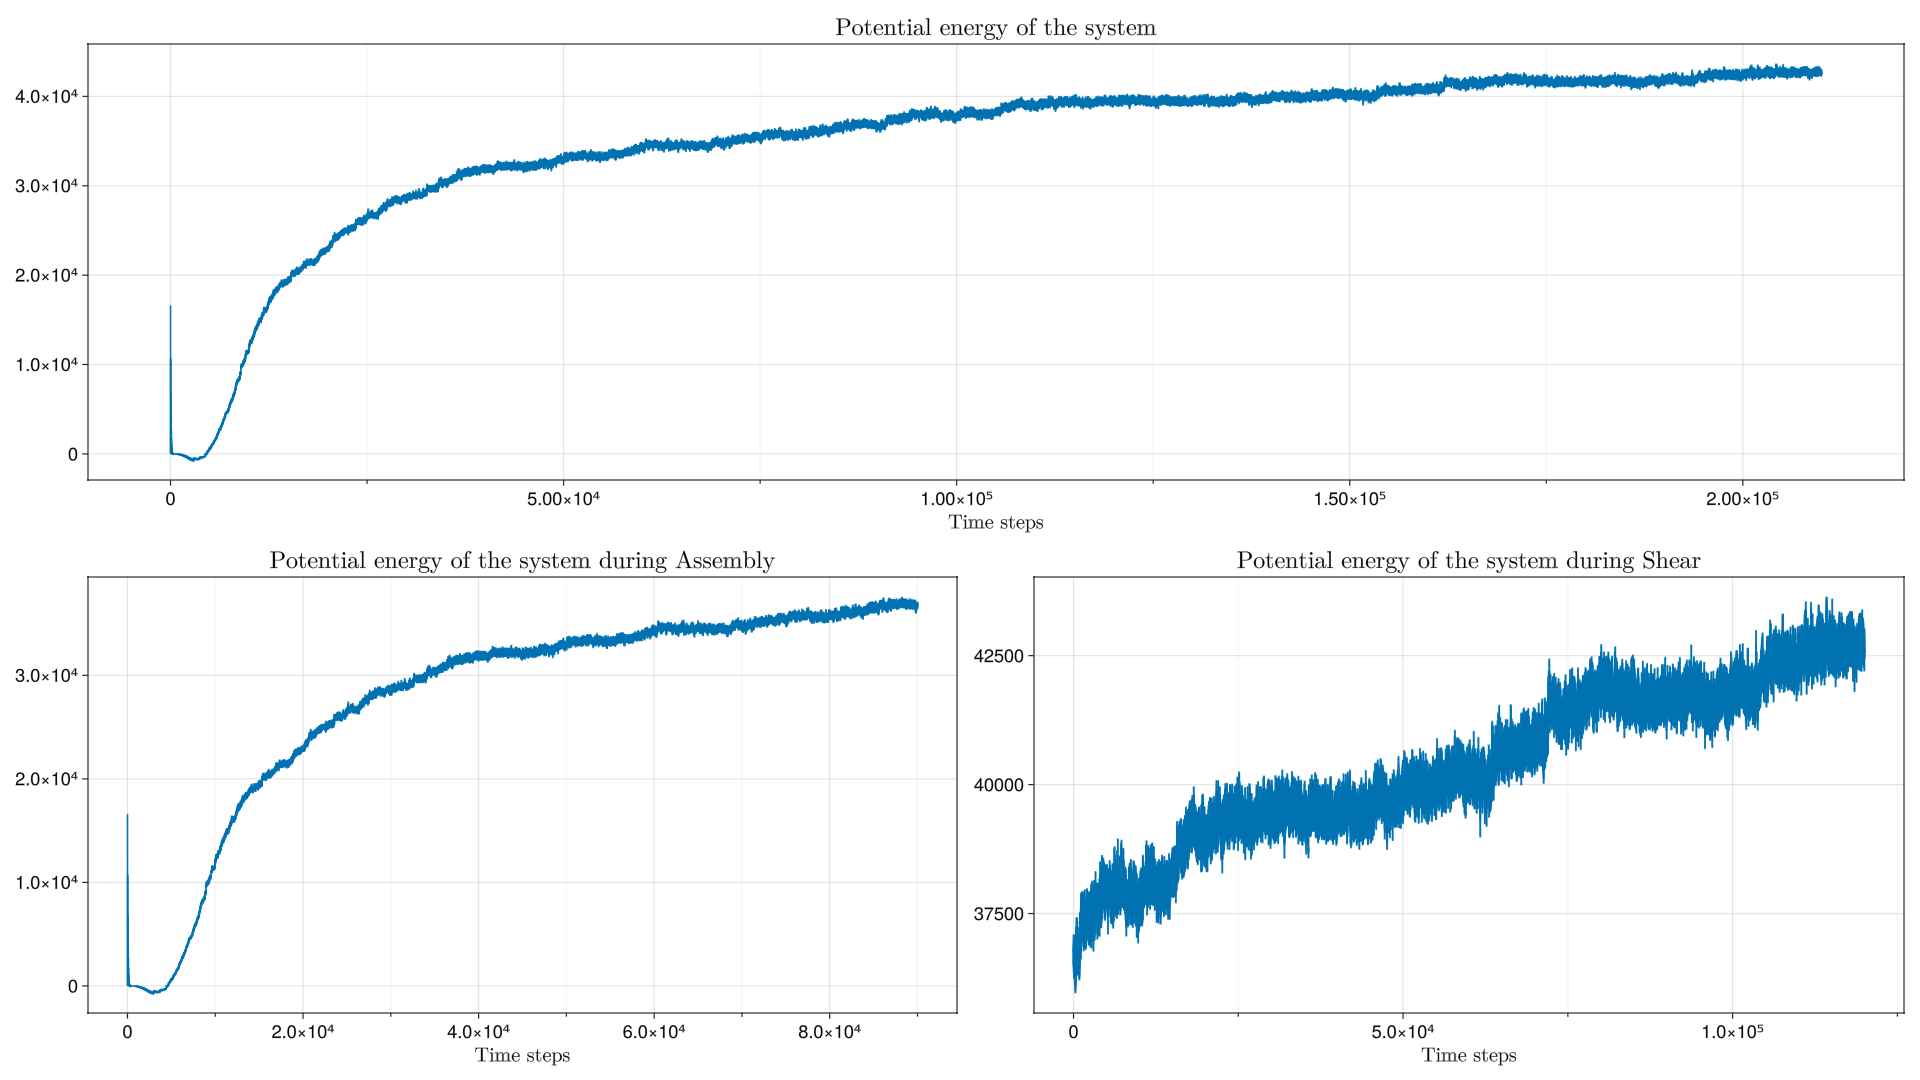 Potential energy of the system
4.0×10⁴
3.0×10⁴
2.0×10⁴
1.0×10⁴
0
0 5.00×10⁴ 1.00×10⁵ 1.50×10⁵ 2.00×10⁵
Time steps
Potential energy of the system during Assembly
3.0×10⁴
2.0×10⁴
1.0×10⁴
0
0 2.0×10⁴ 4.0×10⁴ 6.0×10⁴ 8.0×10⁴
Time steps
Potential energy of the system during Shear
42500
40000
37500
0 5.0×10⁴ 1.0×10⁵
Time steps